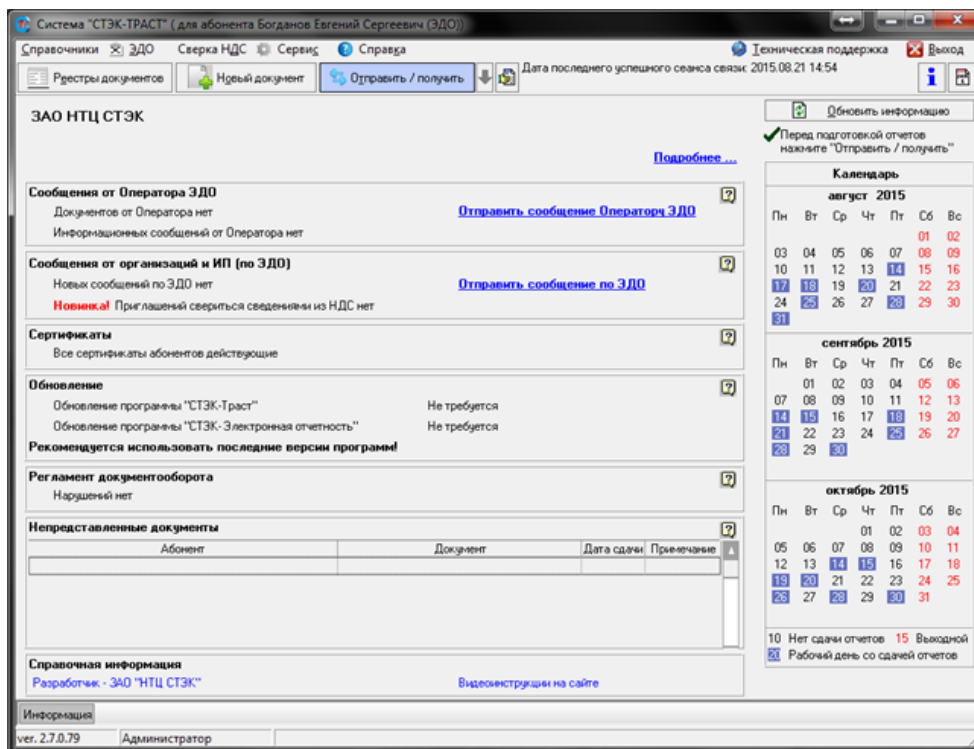 Система "СТЭК-ТРАСТ" ( для абонента Богданов Евгений Сергеевич (ЭДО))
Справочники ЭДО Сверка НДС Сервис Справка Техническая поддержка Выход
Реестры документов Новый документ Отправить / получить Дата последнего успешного сеанса связи: 2015.08.21 14:54
ЗАО НТЦ СТЭК
Подробнее ...
Сообщения от Оператора ЭДО
Документов от Оператора нет Отправить сообщение Оператору ЭДО
Информационных сообщений от Оператора нет
Сообщения от организаций и ИП (по ЭДО)
Новых сообщений по ЭДО нет Отправить сообщение по ЭДО
Новинка! Приглашений свериться сведениями из НДС нет
Сертификаты
Все сертификаты абонентов действующие
Обновление
Обновление программы "СТЭК-Траст" Не требуется
Обновление программы "СТЭК- Электронная отчетность" Не требуется
Рекомендуется использовать последние версии программ!
Регламент документооборота
Нарушений нет
Непредставленные документы
Абонент Документ Дата сдачи Примечание
Справочная информация
Разработчик - ЗАО "НТЦ СТЭК" Видеоинструкции на сайте
Обновить информацию
Перед подготовкой отчетов
нажмите "Отправить / получить"
Календарь
август 2015
Пн Вт Ср Чт Пт Сб Вс
01 02
03 04 05 06 07 08 09
10 11 12 13 14 15 16
17 18 19 20 21 22 23
24 25 26 27 28 29 30
31
сентябрь 2015
Пн Вт Ср Чт Пт Сб Вс
01 02 03 04 05 06
07 08 09 10 11 12 13
14 15 16 17 18 19 20
21 22 23 24 25 26 27
28 29 30
октябрь 2015
Пн Вт Ср Чт Пт Сб Вс
01 02 03 04
05 06 07 08 09 10 11
12 13 14 15 16 17 18
19 20 21 22 23 24 25
26 27 28 29 30 31
10 Нет сдачи отчетов 15 Выходной
20 Рабочий день со сдачей отчетов
Информация
ver. 2.7.0.79 Администратор